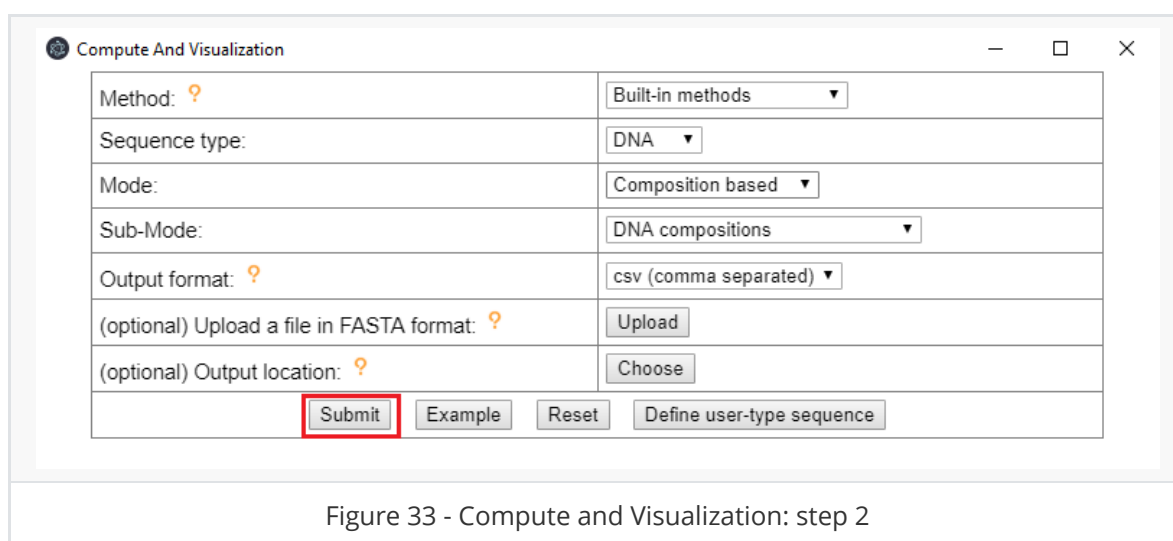 Compute And Visualization
Method: ? Built-in methods
Sequence type: DNA
Mode: Composition based
Sub-Mode: DNA compositions
Output format: ? csv (comma separated)
(optional) Upload a file in FASTA format: ? Upload
(optional) Output location: ? Choose
Submit Example Reset Define user-type sequence
Figure 33 - Compute and Visualization: step 2